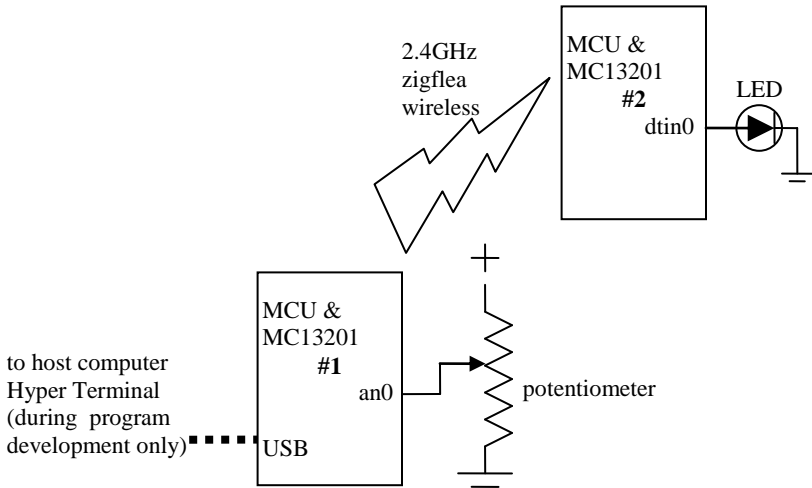 2.4GHz
zigflea
wireless
MCU &
MC13201
#2
dtin0
LED
MCU &
MC13201
#1
an0
USB
potentiometer
to host computer
Hyper Terminal
(during program
development only)